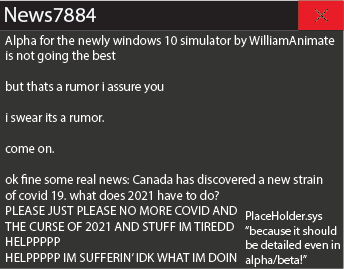 News7884
Alpha for the newly windows 10 simulator by WilliamAnimate
is not going the best
but thats a rumor i assure you
i swear its a rumor.
come on.
ok fine some real news: Canada has discovered a new strain
of covid 19. what does 2021 have to do?
PLEASE JUST PLEASE NO MORE COVID AND
THE CURSE OF 2021 AND STUFF IM TIREDD
HELPPPPP
HELPPPPP IM SUFFERIN' IDK WHAT IM DOIN
PlaceHolder.sys
"because it should
be detailed even in
alpha/beta!"